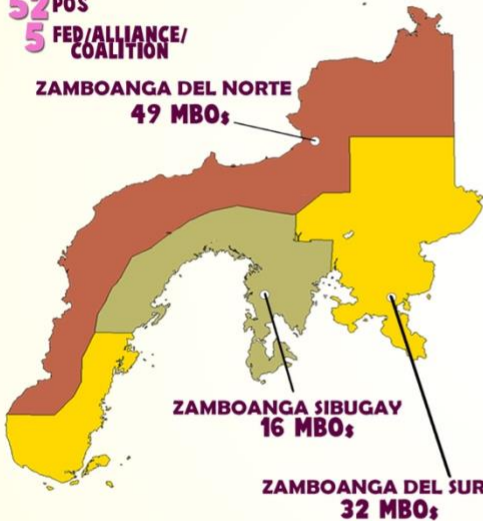 52 POS
5 FED/ALLIANCE/
COALITION
ZAMBOANGA DEL NORTE
49 MBOs
ZAMBOANGA SIBUGAY
16 MBOs
ZAMBOANGA DEL SUR
32 MBOs